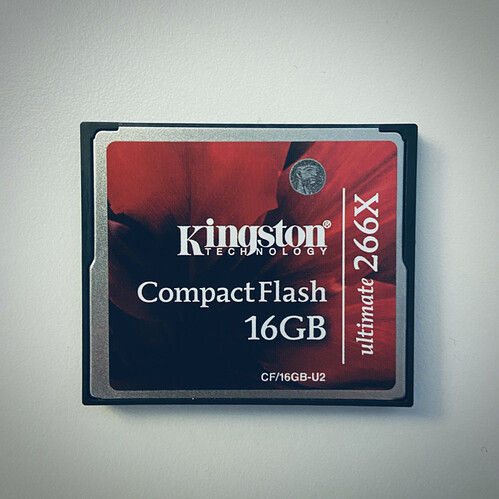 Kingston®
TECHNOLOGY
CompactFlash
16GB
CF/16GB-U2
ultimate 266X